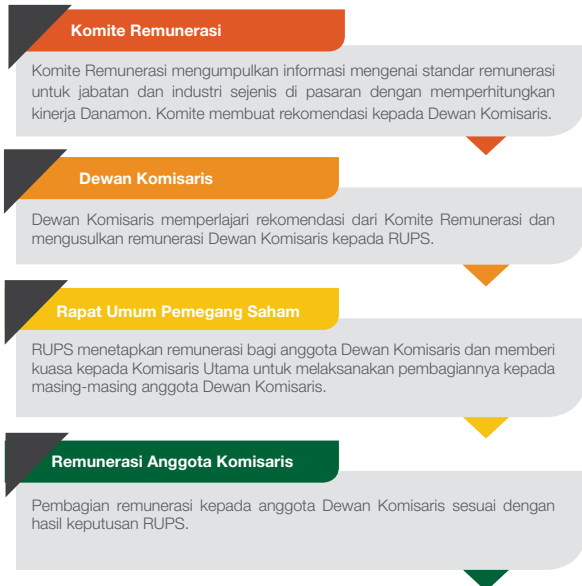 Komite Remunerasi
Komite Remunerasi mengumpulkan informasi mengenai standar remunerasi
untuk jabatan dan industri sejenis di pasaran dengan memperhitungkan
kinerja Danamon. Komite membuat rekomendasi kepada Dewan Komisaris.
Dewan Komisaris
Dewan Komisaris memperlajari rekomendasi dari Komite Remunerasi dan
mengusulkan remunerasi Dewan Komisaris kepada RUPS.
Rapat Umum Pemegang Saham
RUPS menetapkan remunerasi bagi anggota Dewan Komisaris dan memberi
kuasa kepada Komisaris Utama untuk melaksanakan pembagiannya kepada
masing-masing anggota Dewan Komisaris.
Remunerasi Anggota Komisaris
Pembagian remunerasi kepada anggota Dewan Komisaris sesuai dengan
hasil keputusan RUPS.